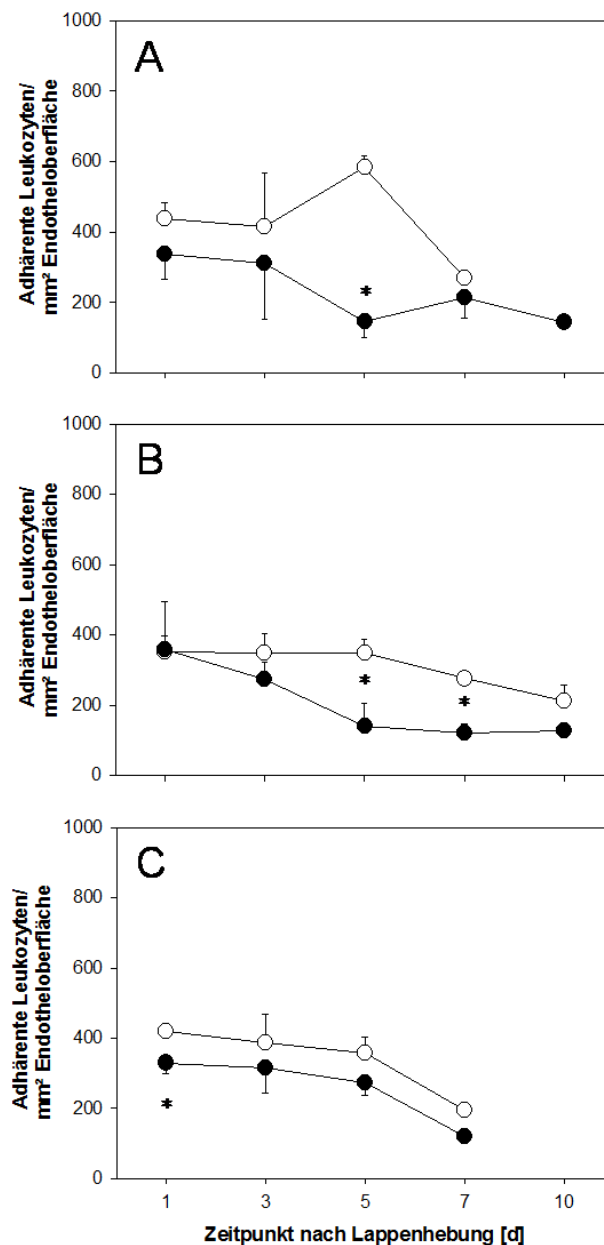 A
Adhärente Leukozyten/
mm² Endotheloberfläche
1000
800
600
400
200
0
*
B
Adhärente Leukozyten/
mm² Endotheloberfläche
1000
800
600
400
200
0
*
*
C
Adhärente Leukozyten/
mm² Endotheloberfläche
1000
800
600
400
200
0
*
1 3 5 7 10
Zeitpunkt nach Lappenhebung [d]